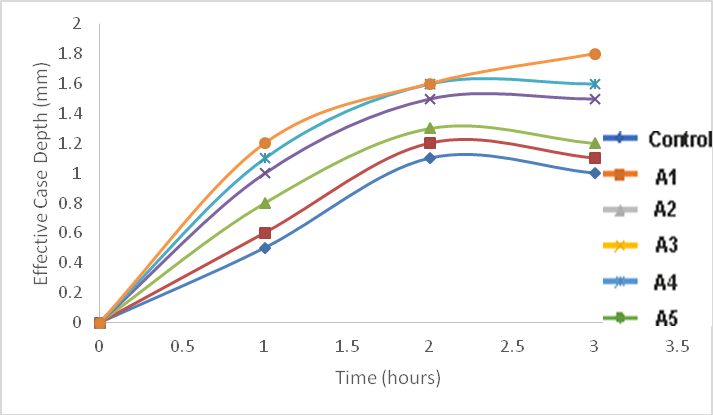 2
1.8
1.6
1.4
1.2
1
0.8
0.6
0.4
0.2
0
Effective Case Depth (mm)
0 0.5 1 1.5 2 2.5 3 3.5
Time (hours)
Control
A1
A2
A3
A4
A5